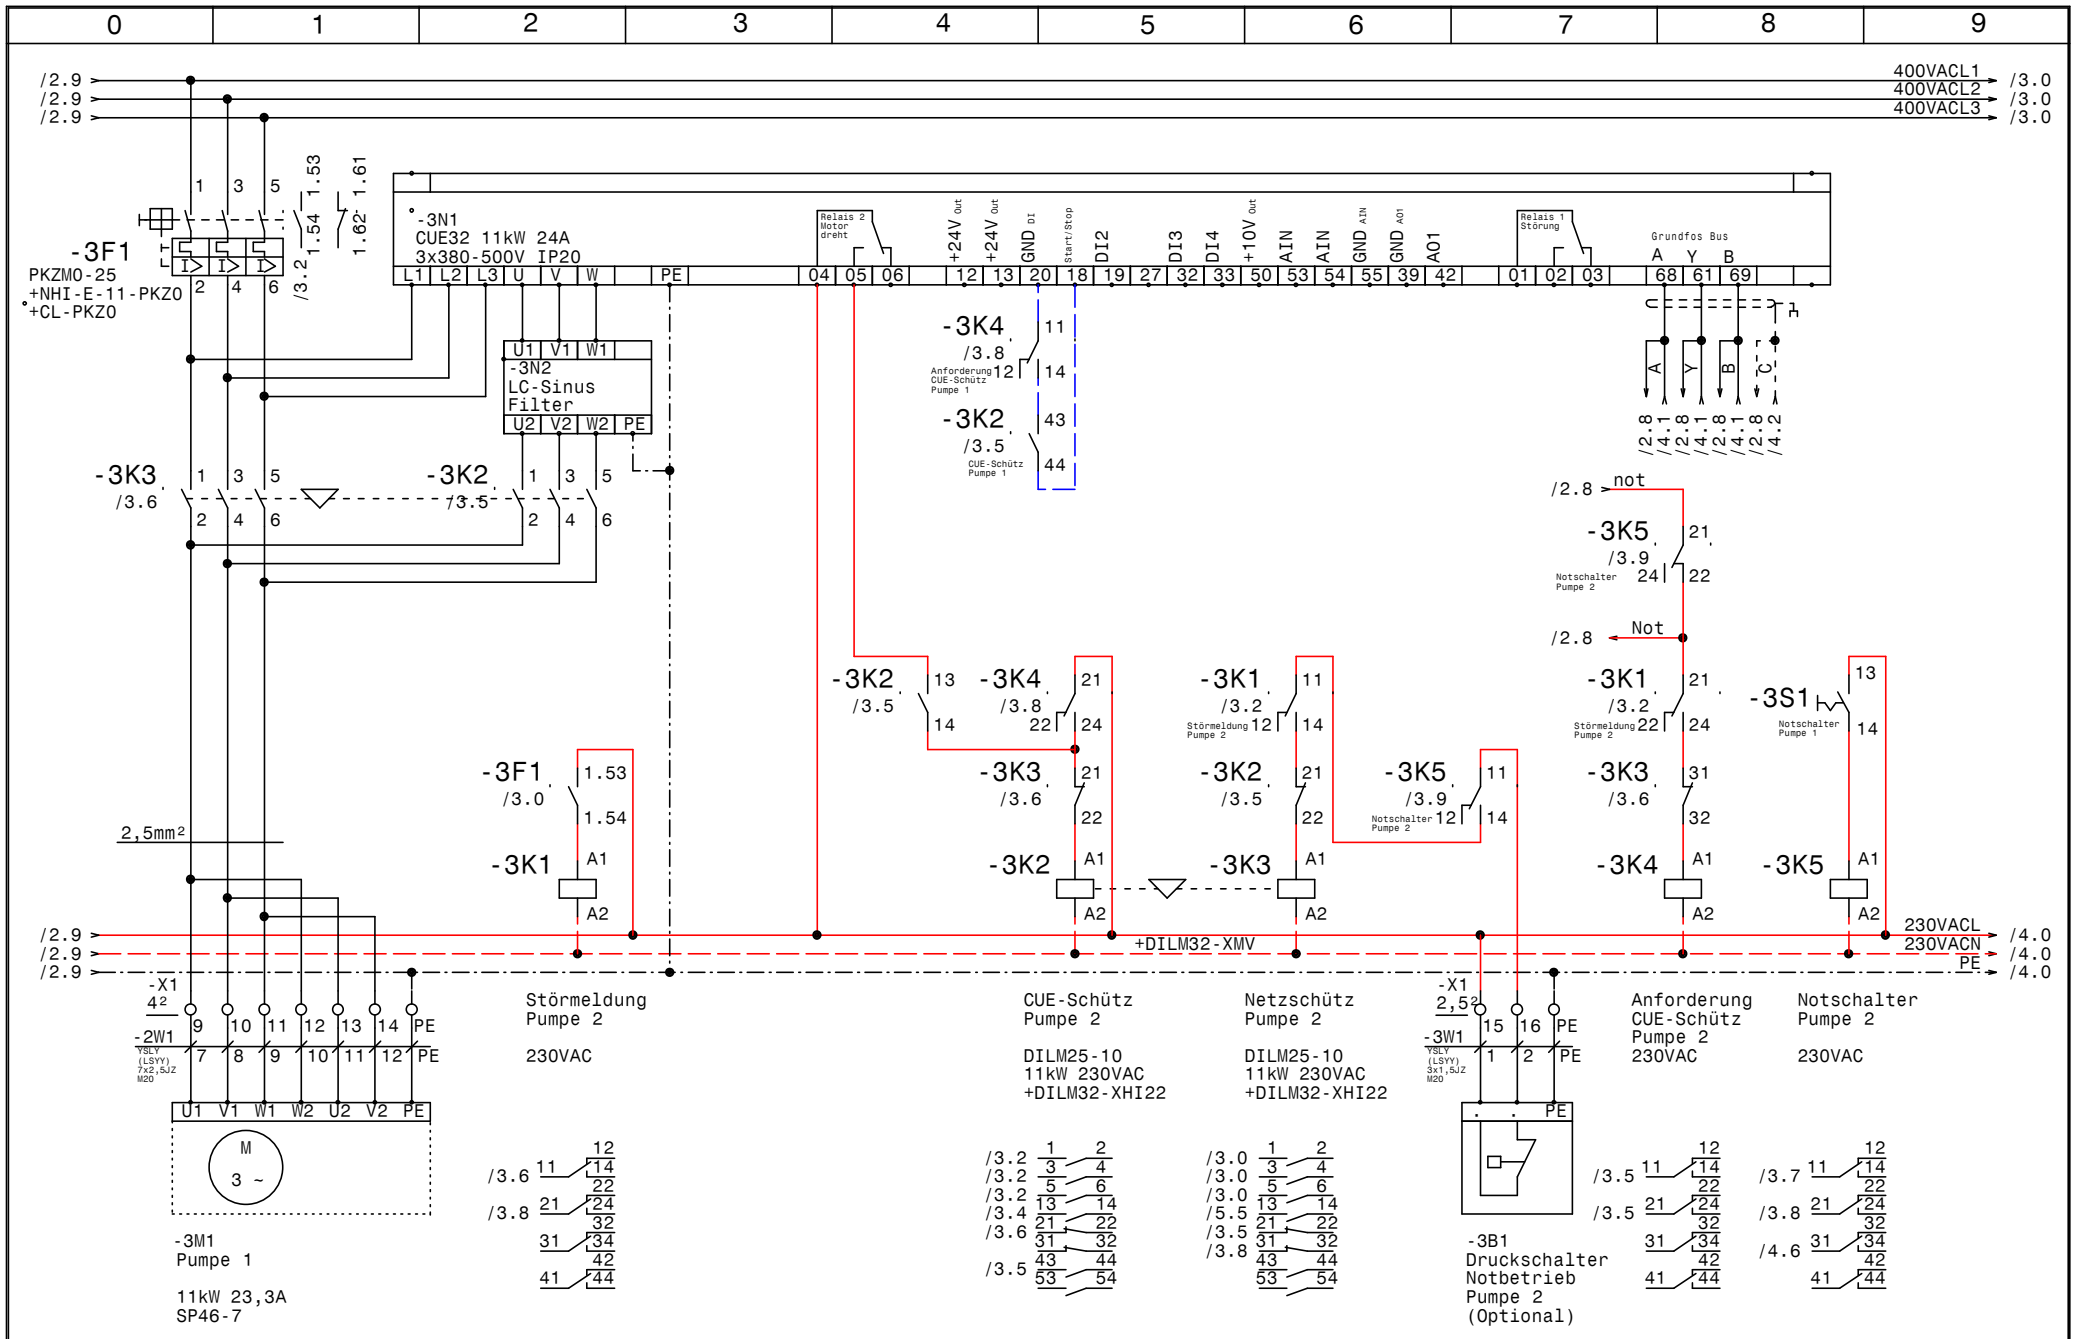 0 1 2 3 4 5 6 7 8 9
/2.9 400VACL1 /3.0
/2.9 400VACL2 /3.0
/2.9 400VACL3 /3.0
1 3 5 1.53 1.61
1.54 1.62
-3F1
PKZM0-25
+NHI-E-11-PKZ0
+CL-PKZ0
I> I> I>
2 4 6 /3.2
-3N1
CUE32 11kW 24A
3x380-500V IP20
Relais 2
Motor
dreht
+24V Out
+24V Out
GND DI
Start/Stop
DI2
DI3
DI4
+10V Out
AIN
AIN
GND AIN
GND AO1
AO1
Relais 1
Störung
Grundfos Bus
A Y B
L1 L2 L3 U V W PE 04 05 06 12 13 20 18 19 27 32 33 50 53 54 55 39 42 01 02 03 68 61 69
U1 V1 W1
-3N2
LC-Sinus
Filter
U2 V2 W2 PE
-3K4 11
/3.8
Anforderung 12 14
CUE-Schütz
Pumpe 1
-3K2 43
/3.5
CUE-Schütz 44
Pumpe 1
A Y B C
/2.8 /4.1 /2.8 /4.1 /2.8 /4.1 /2.8 /4.2
-3K3 1 3 5
/3.6
2 4 6
-3K2 1 3 5
/3.5
2 4 6
/2.8 not
-3K5 21
/3.9
Notschalter 24 22
Pumpe 2
/2.8 Not
-3K2 13
/3.5
14
-3K4 21
/3.8
22 24
-3K1 11
/3.2
Störmeldung 12 14
Pumpe 2
-3K1 21
/3.2
Störmeldung 22 24
Pumpe 2
-3S1 13
Notschalter 14
Pumpe 1
-3F1 1.53
/3.0
1.54
-3K3 21
/3.6
22
-3K2 21
/3.5
22
-3K5 11
/3.9
Notschalter 12 14
Pumpe 2
-3K3 31
/3.6
32
2,5mm²
-3K1 A1
A2
-3K2 A1
A2
-3K3 A1
A2
-3K4 A1
A2
-3K5 A1
A2
/2.9 230VACL /4.0
/2.9 +DILM32-XMV 230VACN /4.0
/2.9 PE /4.0
-X1
4²
9 10 11 12 13 14 PE
-2W1
YSLY
(LSYY)
7x2,5JZ
M20
7 8 9 10 11 12 PE
U1 V1 W1 W2 U2 V2 PE
M
3 ~
-3M1
Pumpe 1
11kW 23,3A
SP46-7
Störmeldung
Pumpe 2
230VAC
12
/3.6 11 14
22
/3.8 21 24
32
31 34
42
41 44
CUE-Schütz
Pumpe 2
DILM25-10
11kW 230VAC
+DILM32-XHI22
/3.2 1 2
/3.2 3 4
/3.2 5 6
/3.4 13 14
/3.6 21 22
31 32
/3.5 43 44
53 54
Netzschütz
Pumpe 2
DILM25-10
11kW 230VAC
+DILM32-XHI22
/3.0 1 2
/3.0 3 4
/3.0 5 6
/5.5 13 14
/3.5 21 22
/3.8 31 32
43 44
53 54
-X1
2,5²
15 16 PE
-3W1
YSLY
(LSYY)
3x1,5JZ
M20
1 2 PE
. . PE
-3B1
Druckschalter
Notbetrieb
Pumpe 2
(Optional)
Anforderung
CUE-Schütz
Pumpe 2
230VAC
12
/3.5 11 14
22
/3.5 21 24
32
31 34
42
41 44
Notschalter
Pumpe 2
230VAC
12
/3.7 11 14
22
/3.8 21 24
32
/4.6 31 34
42
41 44